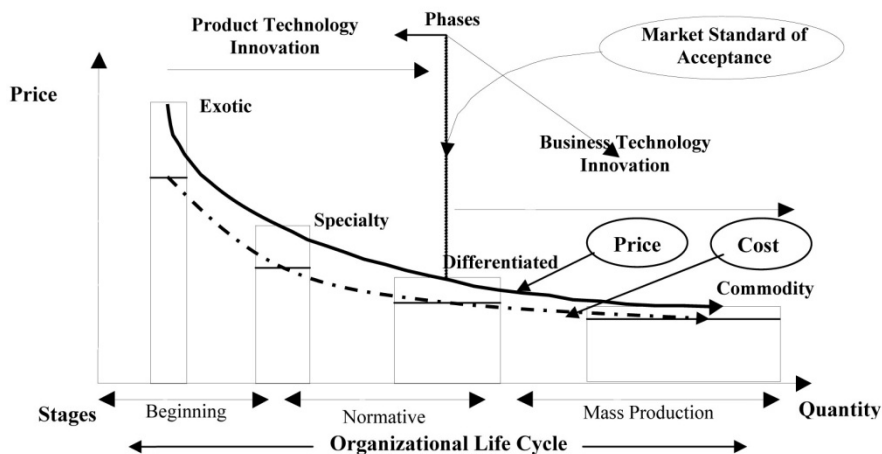 Phases
Product Technology
Innovation
Market Standard of
Acceptance
Price
Exotic
Business Technology
Innovation
Specialty
Price
Cost
Differentiated
Commodity
Stages
Beginning
Normative
Mass Production
Quantity
Organizational Life Cycle